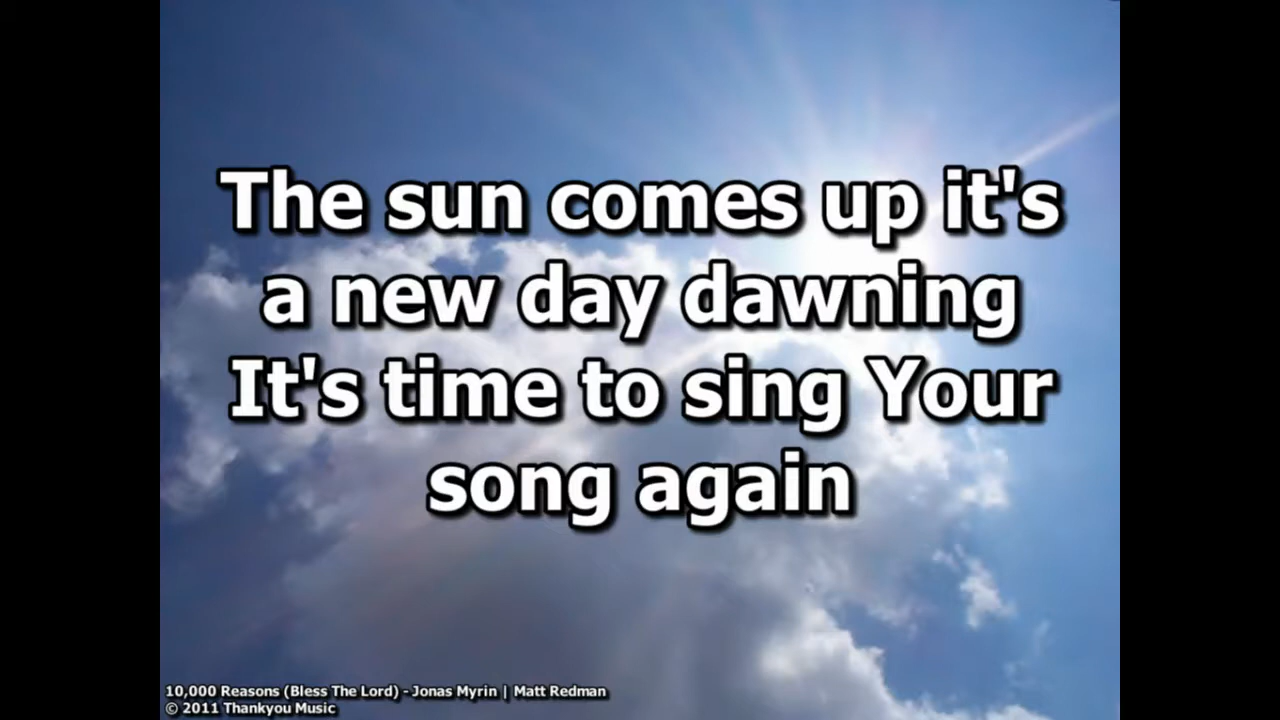 The sun comes up it's
a new day dawning
It's time to sing Your
song again
10,000 Reasons (Bless The Lord) - Jonas Myrin | Matt Redman
© 2011 Thankyou Music